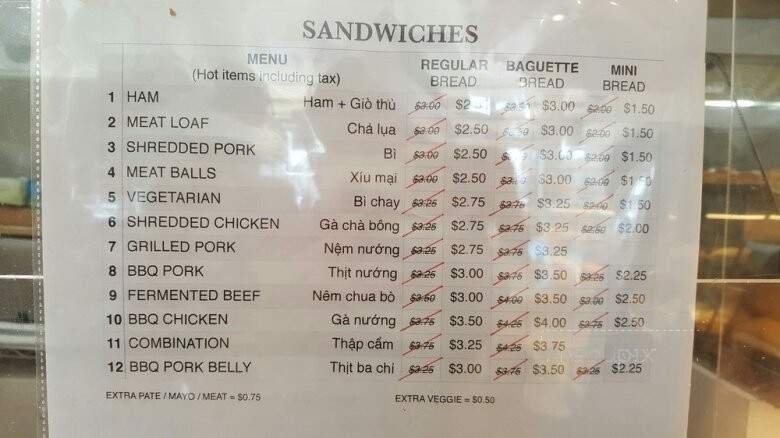 SANDWICHES
MENU REGULAR BAGUETTE MINI
(Hot items including tax) BREAD BREAD BREAD
1 HAM Ham + Giò thủ $3.00 $3.00 $2.00 $1.50
2 MEAT LOAF Chả lụa $3.00 $2.50 $3.00 $2.00 $1.50
3 SHREDDED PORK Bì $3.00 $2.50 $2.00 $1.50
4 MEAT BALLS Xíu mại $3.00 $2.50 $3.00 $2.00
5 VEGETARIAN Bì chay $3.25 $2.75 $3.75 $3.25 $2.00 $1.50
6 SHREDDED CHICKEN Gà chà bông $3.25 $2.75 $3.75 $3.25 $2.50 $2.00
7 GRILLED PORK Nệm nướng $3.25 $2.75 $3.75 $3.25
8 BBQ PORK Thịt nướng $3.25 $3.00 $3.75 $3.50 $3.25 $2.25
9 FERMENTED BEEF Nêm chua bò $3.50 $3.00 $4.00 $3.50 $3.00 $2.50
10 BBQ CHICKEN Gà nướng $3.75 $3.50 $4.25 $4.00 $3.75 $2.50
11 COMBINATION Thập cẩm $3.75 $3.25 $4.25 $3.75
12 BBQ PORK BELLY Thịt ba chỉ $3.25 $3.00 $3.75 $3.50 $3.25 $2.25
EXTRA PATE / MAYO / MEAT = $0.75 EXTRA VEGGIE = $0.50